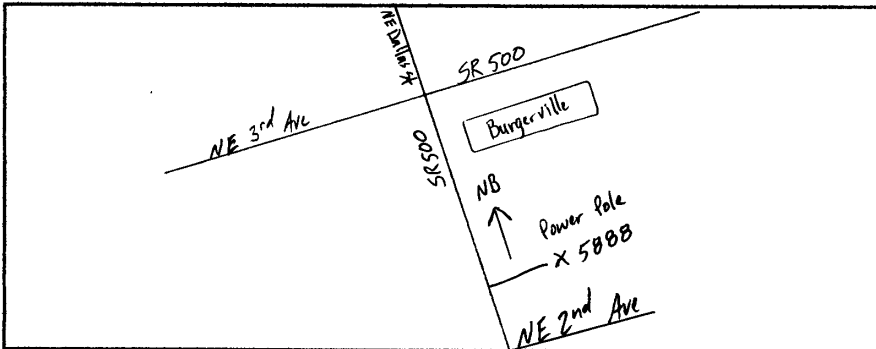 NE Dallas St
SR 500
NE 3rd Ave
Burgerville
SR500
NB
Power Pole
X 5888
NE 2nd Ave